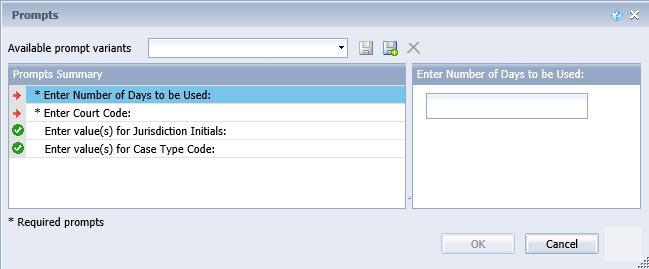 Prompts
Available prompt variants
Prompts Summary
* Enter Number of Days to be Used:
* Enter Court Code:
Enter value(s) for Jurisdiction Initials:
Enter value(s) for Case Type Code:
Enter Number of Days to be Used:
* Required prompts
OK
Cancel